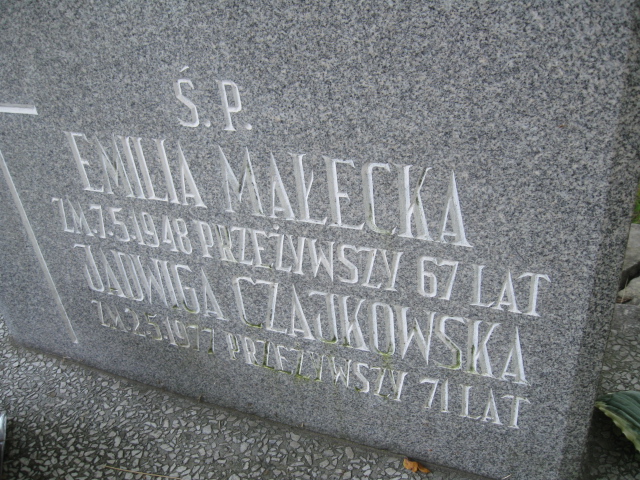 Ś.P.
EMILIA MAŁECKA
ZM.7.5.1948 PRZEŻYWSZY 67 LAT
JADWIGA CZAJKOWSKA
ZM.2.5.1977 PRZEŻYWSZY 71 LAT